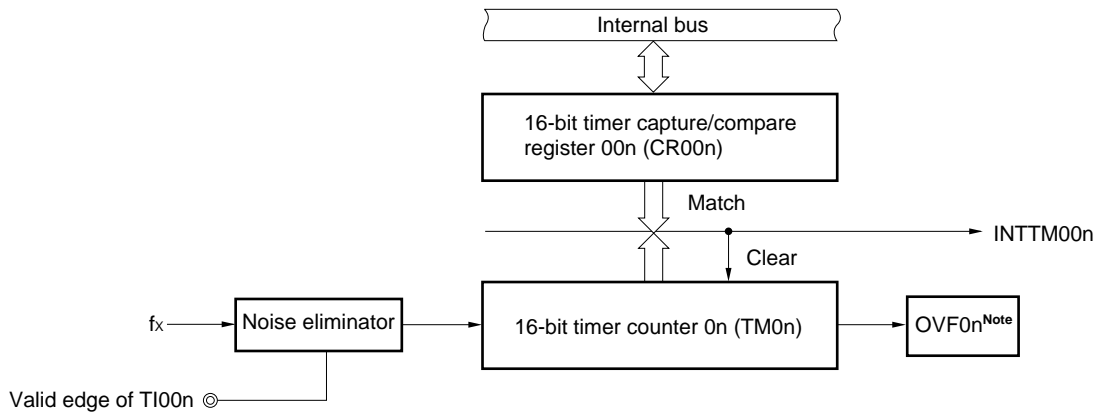 Internal bus
16-bit timer capture/compare
register 00n (CR00n)
Match
INTTM00n
Clear
fX
Noise eliminator
16-bit timer counter 0n (TM0n)
OVF0nNote
Valid edge of TI00n